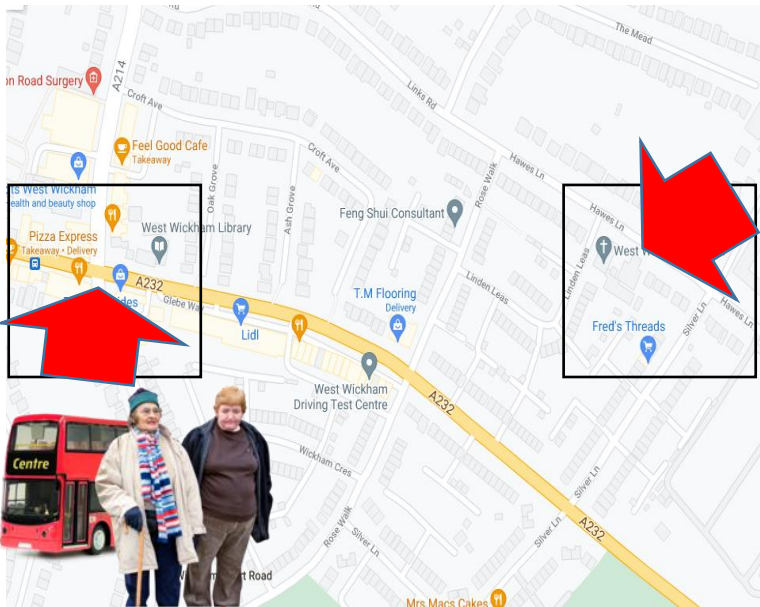 The Mead
A214
on Road Surgery
Links Rd
Croft Ave
Feel Good Cafe
Takeaway
Croft Ave
Hawes Ln
Rose Walk
ts West Wickham
ealth and beauty shop
Oak Grove
Ash Grove
Feng Shui Consultant
Hawes Ln
West Wickham Library
Pizza Express
Takeaway • Delivery
West W
Linden Leas
Linden Leas
A232
Glebe Way
ides
T.M Flooring
Delivery
Hawes Ln
Silver Ln
Lidl
Fred's Threads
West Wickham
Driving Test Centre
A232
Centre
Wickham Cres
Silver Ln
Rose Walk
Silver Ln
Silver Ln
A232
rt Road
Mrs Macs Cakes